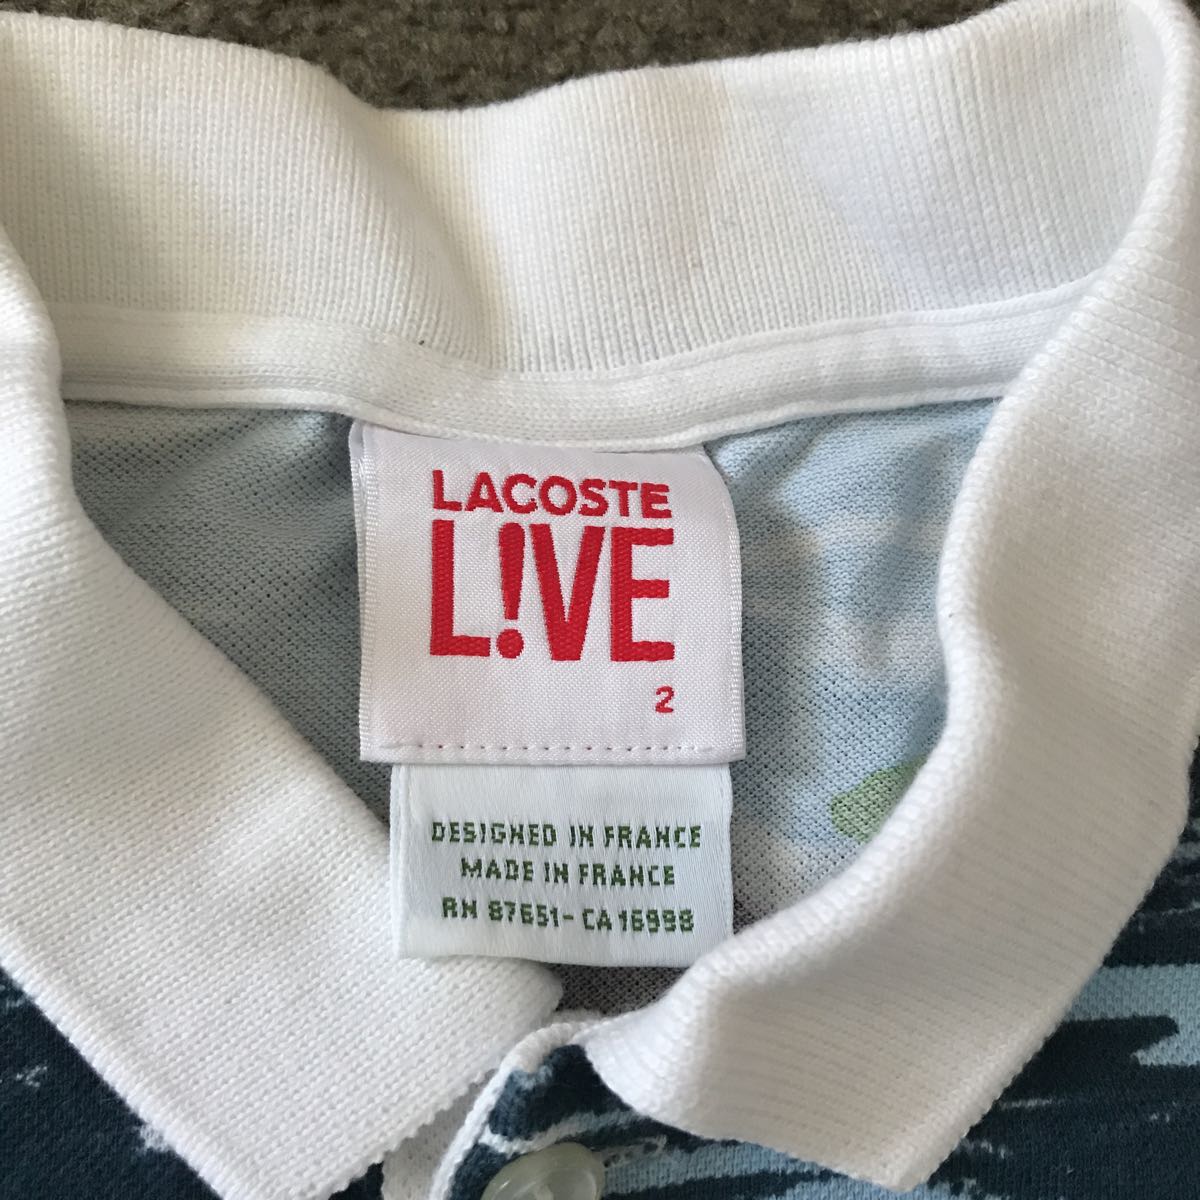 LACOSTE
L!VE
2
DESIGNED IN FRANCE
MADE IN FRANCE
RN 87651- CA 16998